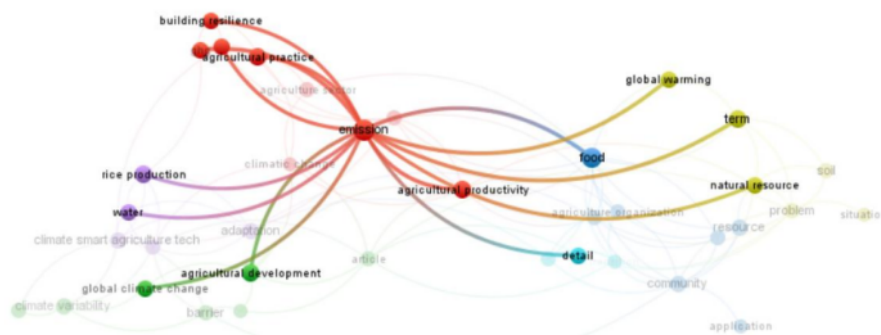 building resilience
agricultural practice
global warming
agriculture sector
term
emission
food
climatic change
soil
rice production
agricultural productivity
natural resource
water
agriculture organization
problem
situatio
resource
adaptation
climate smart agriculture tech
article
detail
agricultural development
global climate change
community
climate variability
barrier
application